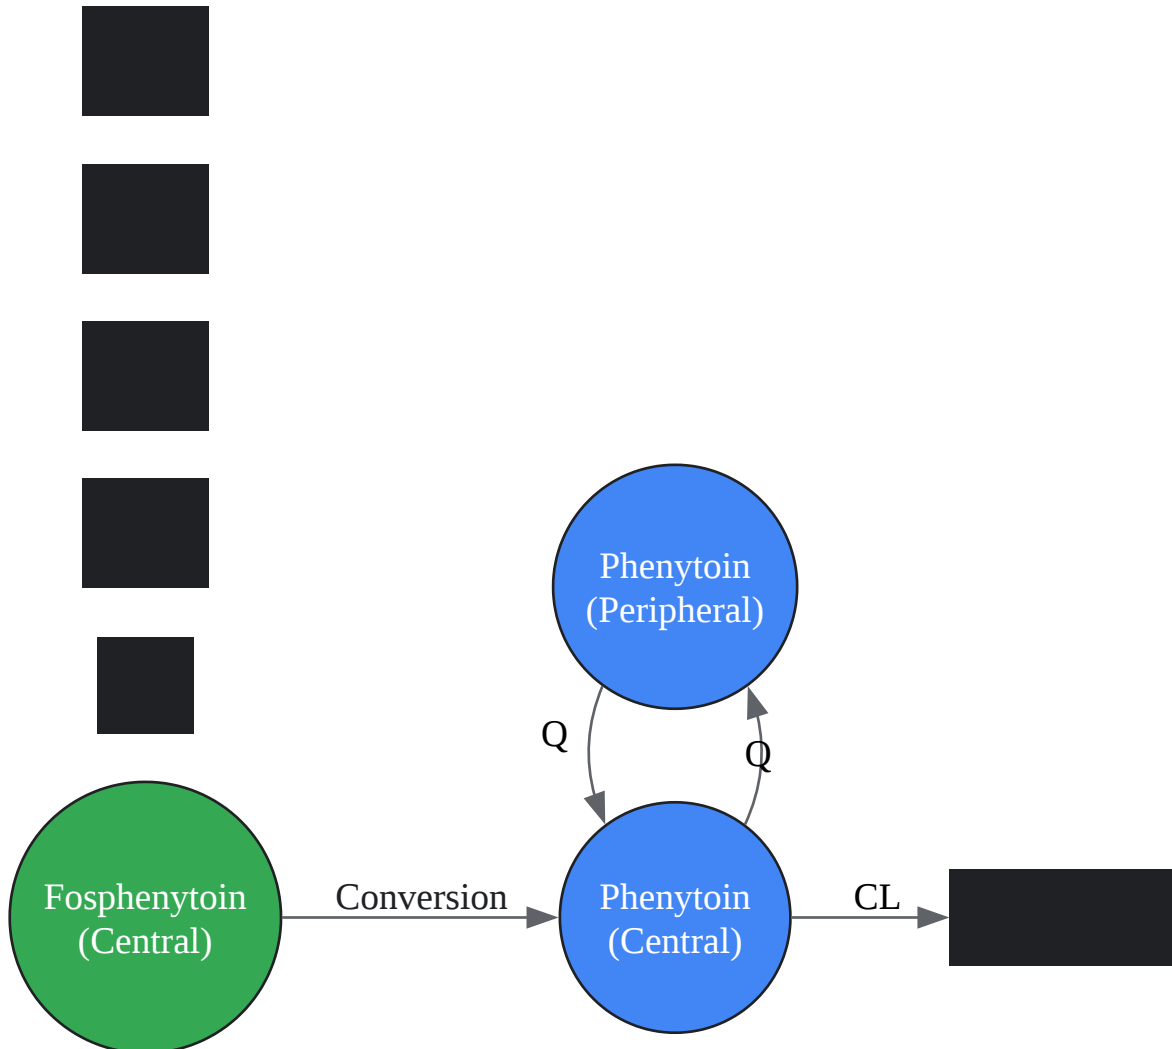 Phenytoin
(Peripheral)
Q
Q
Fosphenytoin
(Central)
Conversion
Phenytoin
(Central)
CL